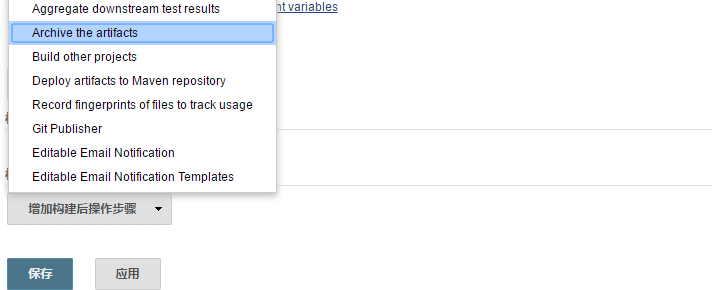 Aggregate downstream test results
nt variables
Archive the artifacts
Build other projects
Deploy artifacts to Maven repository
Record fingerprints of files to track usage
Git Publisher
Editable Email Notification
Editable Email Notification Templates
增加构建后操作步骤
保存
应用